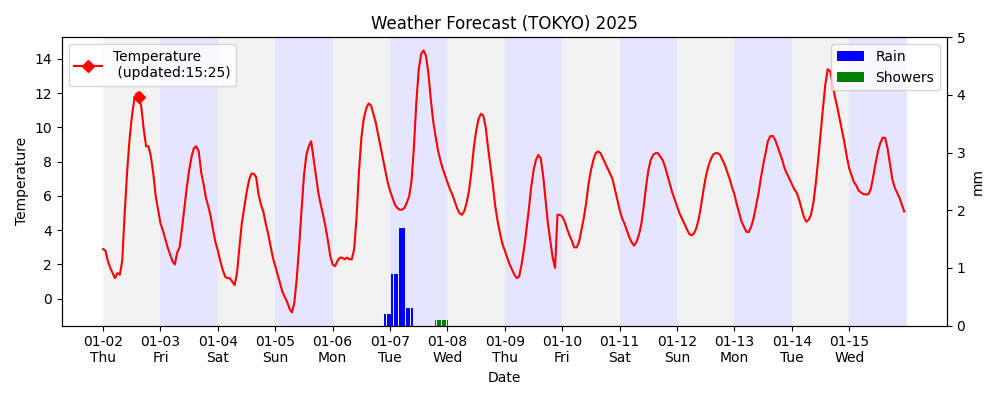 Weather Forecast (TOKYO) 2025
Temperature
(updated:15:25)
Rain
Showers
Temperature
14
12
10
8
6
4
2
0
5
4
3
2
1
0
mm
01-02 01-03 01-04 01-05 01-06 01-07 01-08 01-09 01-10 01-11 01-12 01-13 01-14 01-15
Thu Fri Sat Sun Mon Tue Wed Thu Fri Sat Sun Mon Tue Wed
Date